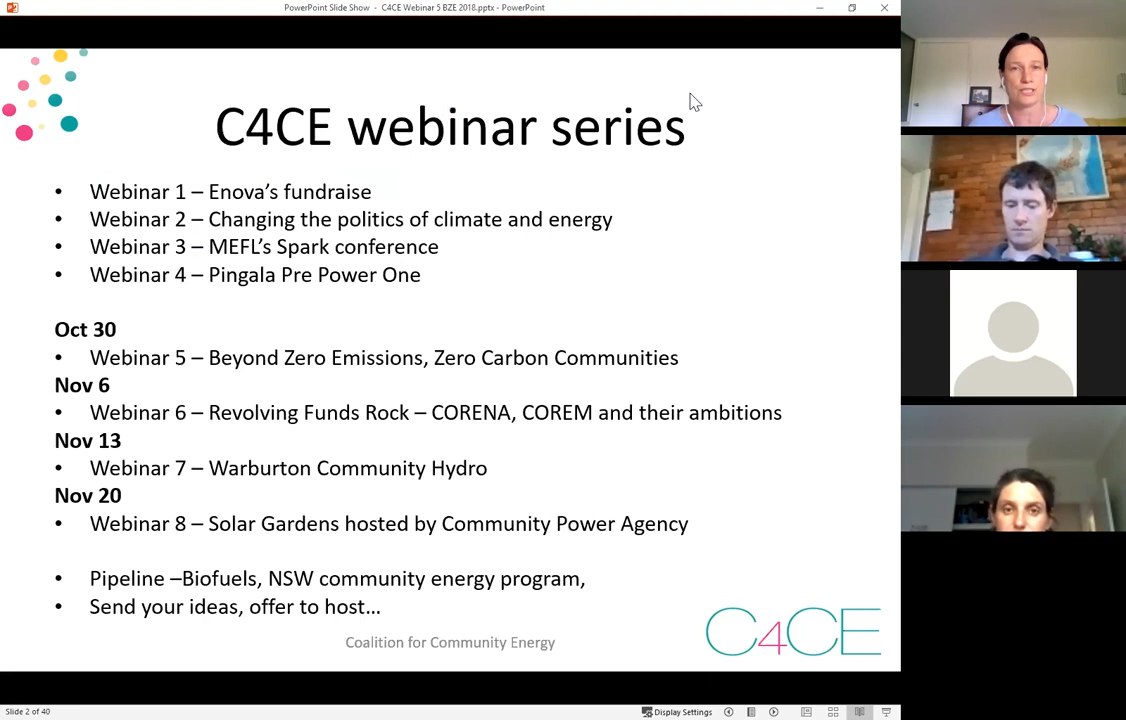 PowerPoint Slide Show - C4CE Webinar 5 BZE 2018.pptx - PowerPoint
C4CE webinar series
• Webinar 1 – Enova's fundraise
• Webinar 2 – Changing the politics of climate and energy
• Webinar 3 – MEFL's Spark conference
• Webinar 4 – Pingala Pre Power One
Oct 30
• Webinar 5 – Beyond Zero Emissions, Zero Carbon Communities
Nov 6
• Webinar 6 – Revolving Funds Rock – CORENA, COREM and their ambitions
Nov 13
• Webinar 7 – Warburton Community Hydro
Nov 20
• Webinar 8 – Solar Gardens hosted by Community Power Agency
• Pipeline –Biofuels, NSW community energy program,
• Send your ideas, offer to host...
Coalition for Community Energy
C4CE
Slide 2 of 40
Display Settings